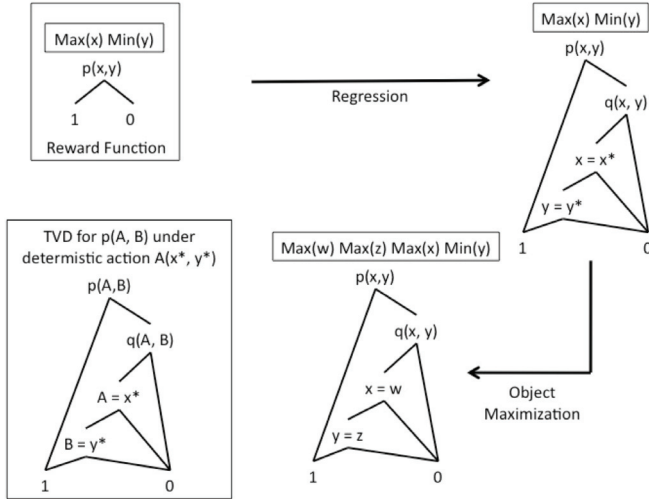 Max(x) Min(y)
p(x,y)
1 0
Reward Function
Regression
Max(x) Min(y)
p(x,y)
q(x, y)
x = x*
y = y*
1 0
TVD for p(A, B) under
determistic action A(x*, y*)
p(A,B)
q(A, B)
A = x*
B = y*
1 0
Max(w) Max(z) Max(x) Min(y)
p(x,y)
q(x, y)
x = w
y = z
1 0
Object
Maximization